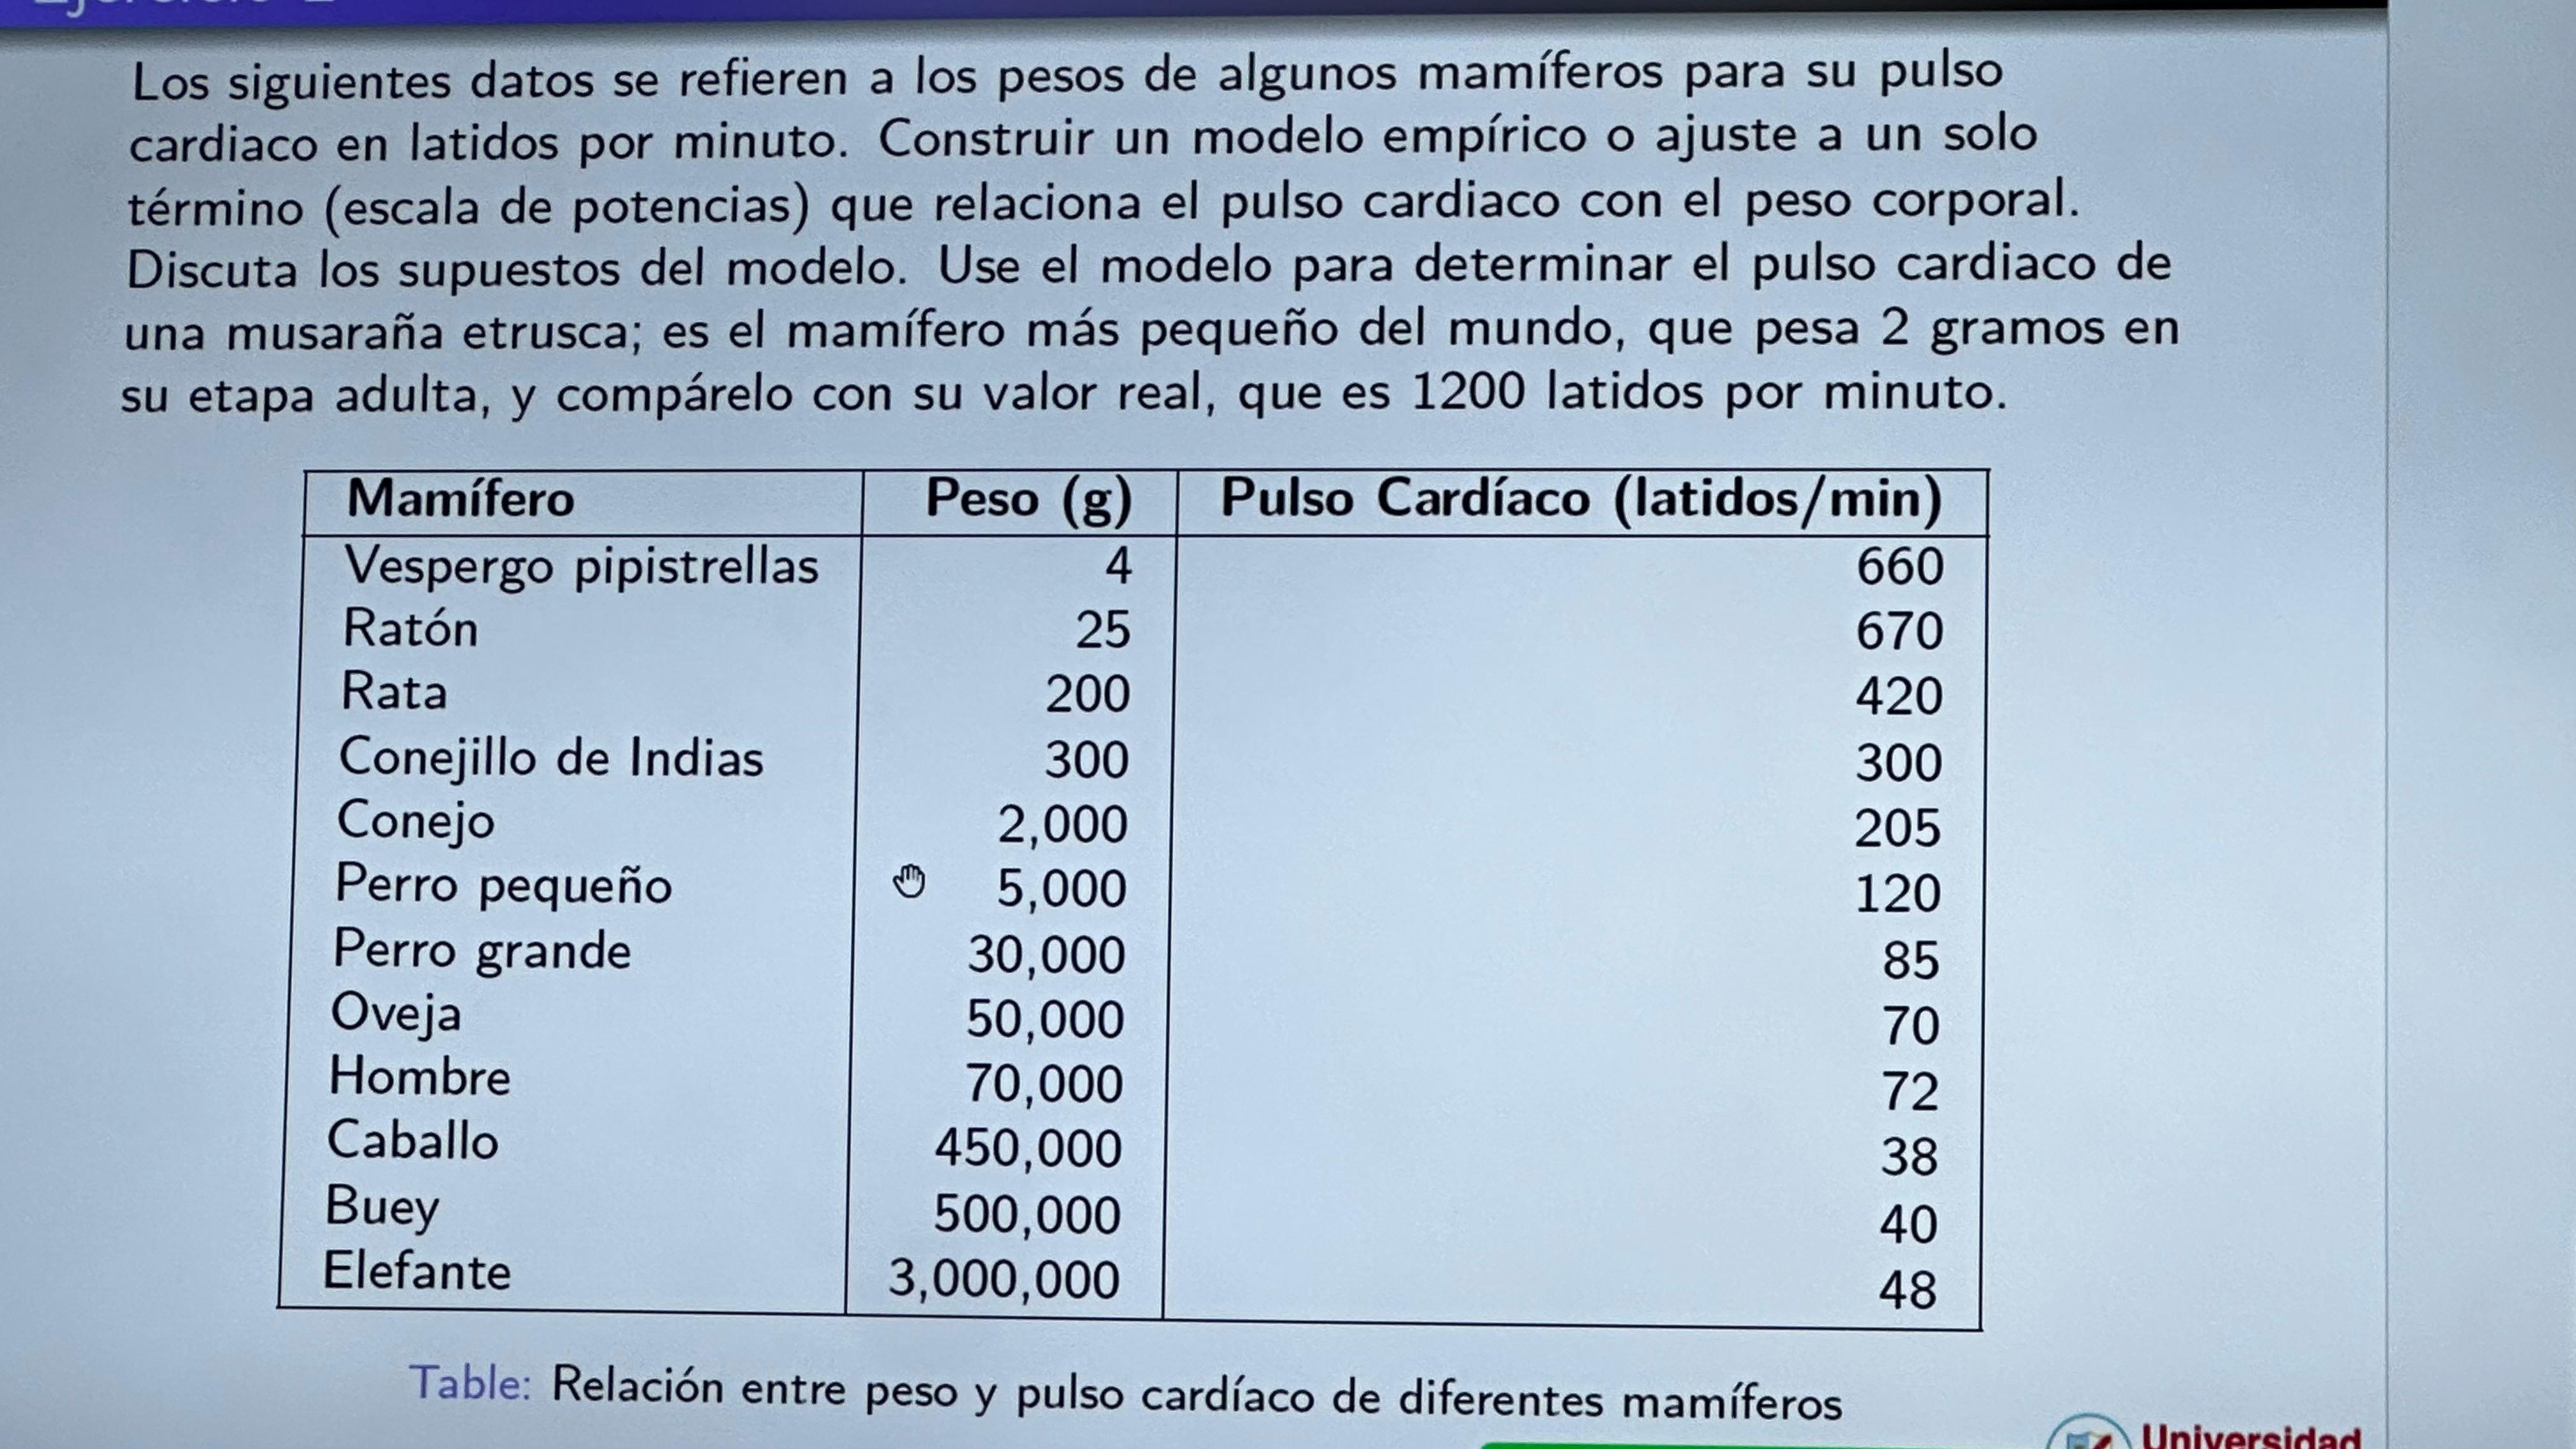 Los siguientes datos se refieren a los pesos de algunos mamíferos para su pulso
cardiaco en latidos por minuto. Construir un modelo empírico o ajuste a un solo
término (escala de potencias) que relaciona el pulso cardiaco con el peso corporal.
Discuta los supuestos del modelo. Use el modelo para determinar el pulso cardiaco de
una musaraña etrusca; es el mamífero más pequeño del mundo, que pesa 2 gramos en
su etapa adulta, y compárelo con su valor real, que es 1200 latidos por minuto.
Mamífero Peso (g) Pulso Cardíaco (latidos/min)
Vespergo pipistrellas 4 660
Ratón 25 670
Rata 200 420
Conejillo de Indias 300 300
Conejo 2,000 205
Perro pequeño 5,000 120
Perro grande 30,000 85
Oveja 50,000 70
Hombre 70,000 72
Caballo 450,000 38
Buey 500,000 40
Elefante 3,000,000 48
Table: Relación entre peso y pulso cardíaco de diferentes mamíferos
Universidad